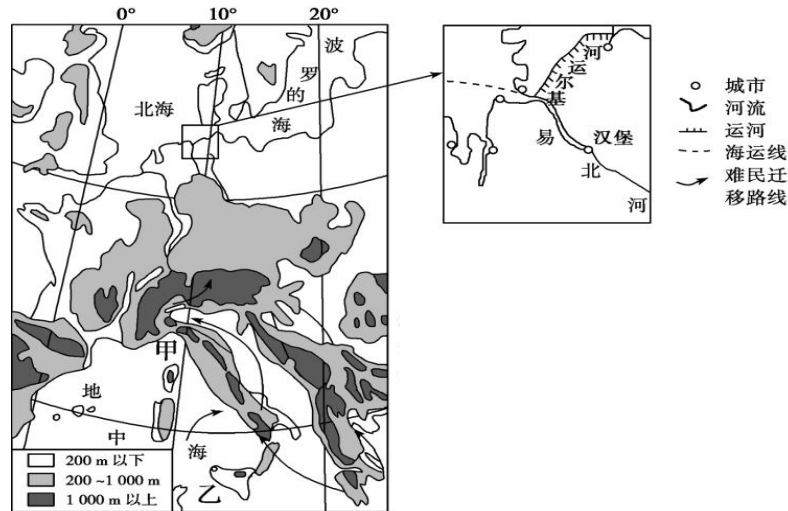 0°
10°
20°
波
罗
的
海
北海
甲
地
中
海
乙
200 m 以下
200~1 000 m
1 000 m 以上
河
运
尔
基
易
北
河
汉堡
城市
河流
运河
海运线
难民迁
移路线